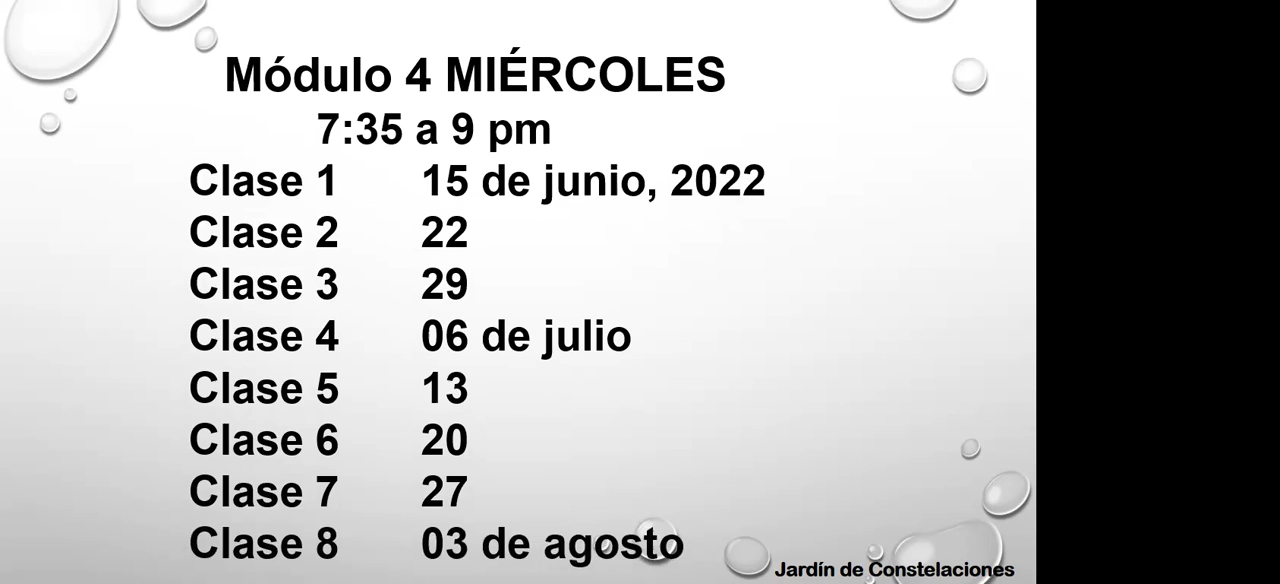 Módulo 4 MIÉRCOLES
7:35 a 9 pm
Clase 1 15 de junio, 2022
Clase 2 22
Clase 3 29
Clase 4 06 de julio
Clase 5 13
Clase 6 20
Clase 7 27
Clase 8 03 de agosto
Jardín de Constelaciones